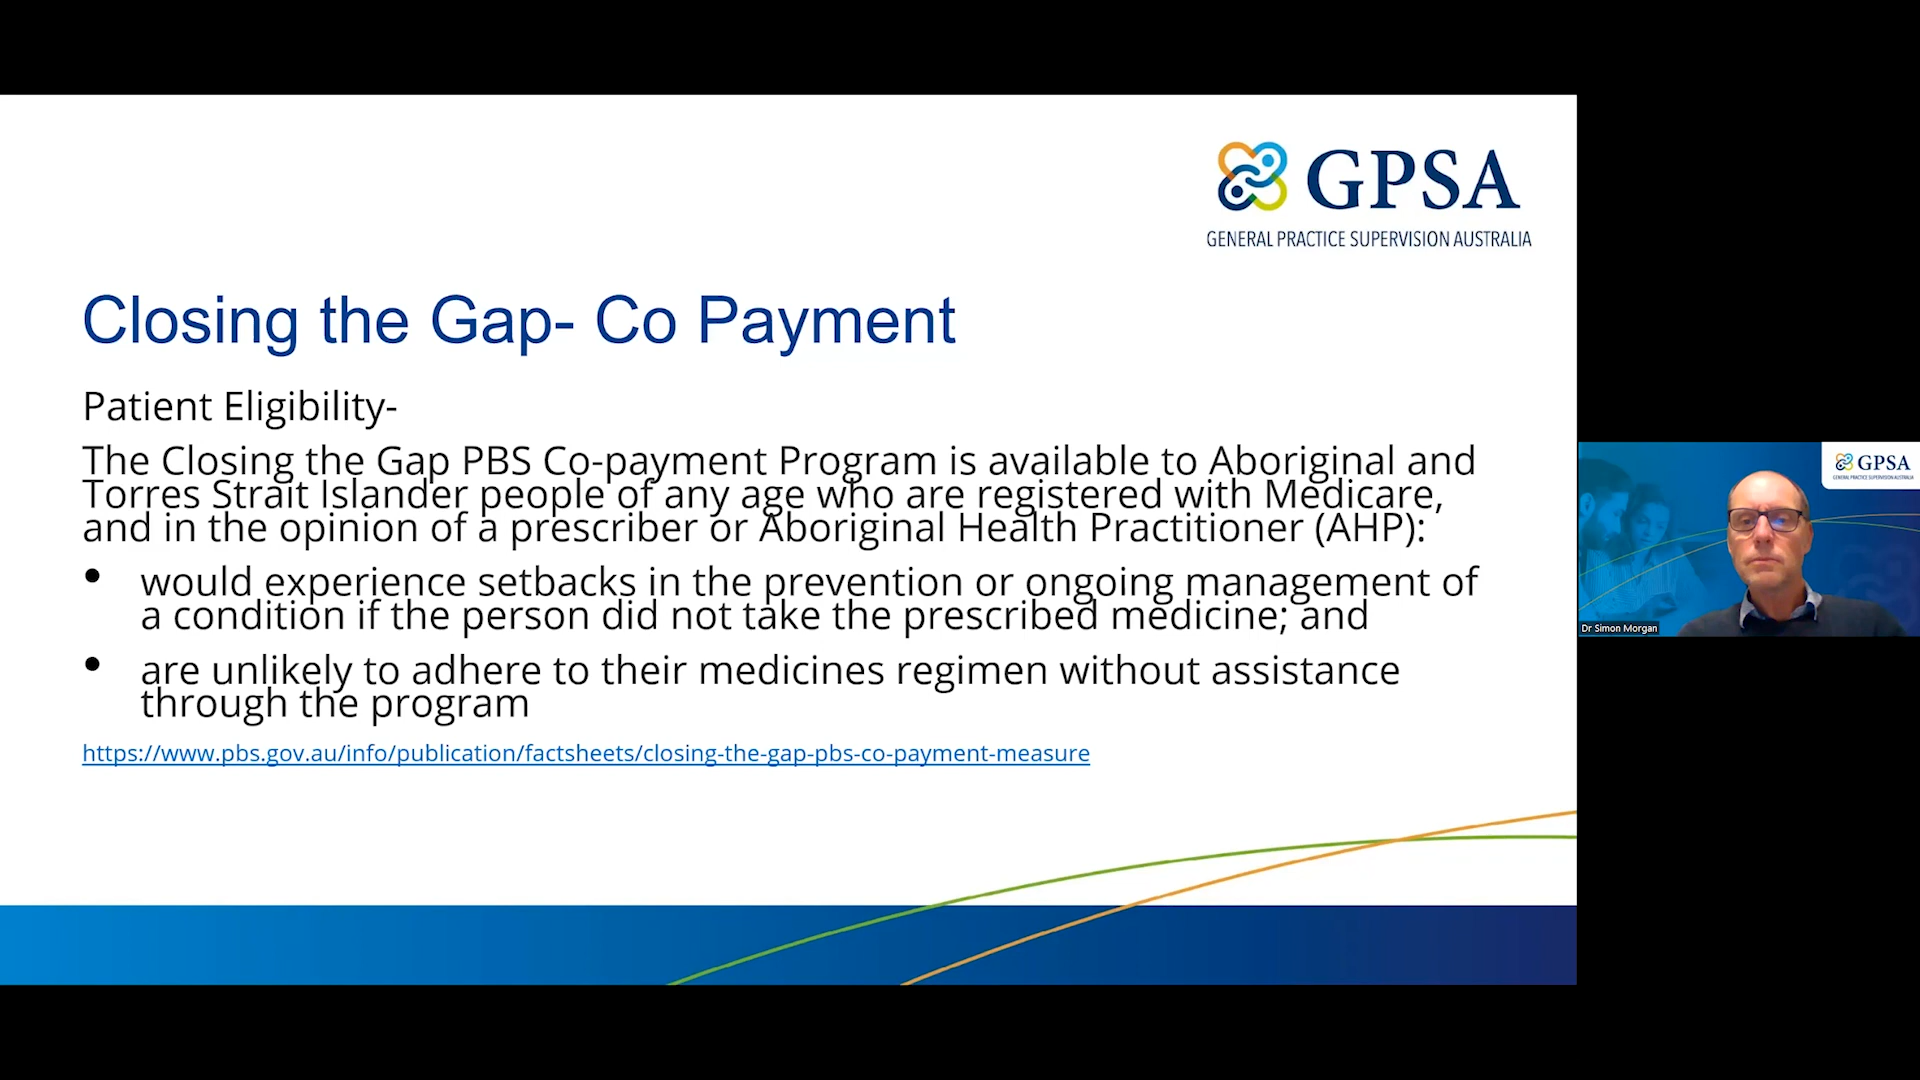 GPSA
GENERAL PRACTICE SUPERVISION AUSTRALIA
Closing the Gap- Co Payment
Patient Eligibility-
The Closing the Gap PBS Co-payment Program is available to Aboriginal and
Torres Strait Islander people of any age who are registered with Medicare,
and in the opinion of a prescriber or Aboriginal Health Practitioner (AHP):
• would experience setbacks in the prevention or ongoing management of
a condition if the person did not take the prescribed medicine; and
• are unlikely to adhere to their medicines regimen without assistance
through the program
https://www.pbs.gov.au/info/publication/factsheets/closing-the-gap-pbs-co-payment-measure
GPSA
GENERAL PRACTICE SUPERVISION AUSTRALIA
Dr Simon Morgan